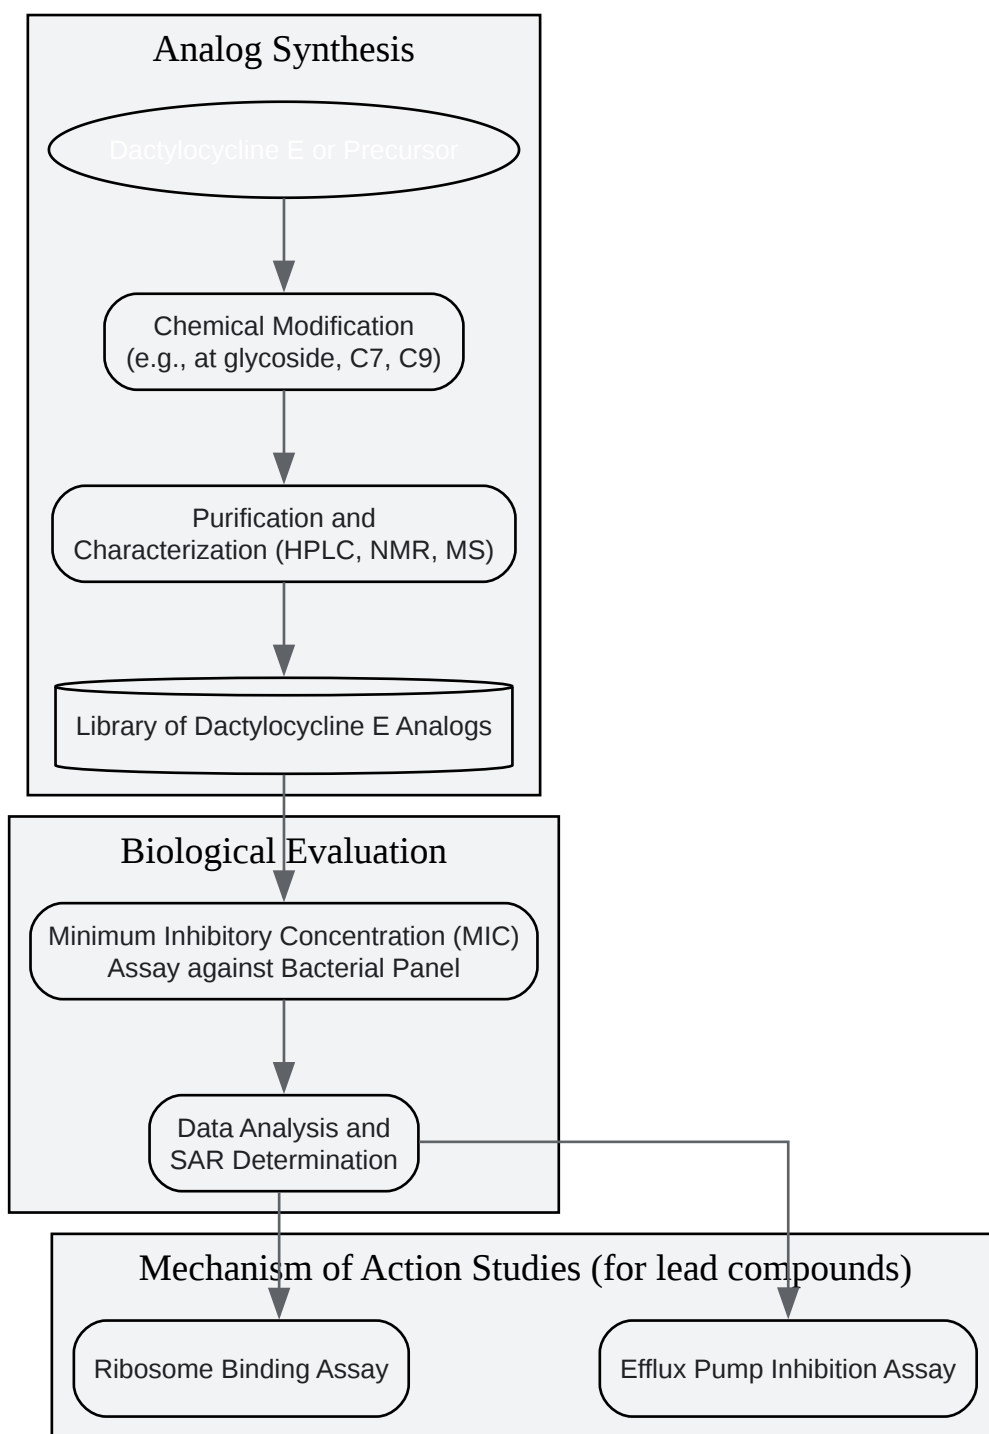 Analog Synthesis
Dactylocycline E or Precursor
Chemical Modification
(e.g., at glycoside, C7, C9)
Purification and
Characterization (HPLC, NMR, MS)
Library of Dactylocycline E Analogs
Biological Evaluation
Minimum Inhibitory Concentration (MIC)
Assay against Bacterial Panel
Data Analysis and
SAR Determination
Mechanism of Action Studies (for lead compounds)
Ribosome Binding Assay
Efflux Pump Inhibition Assay